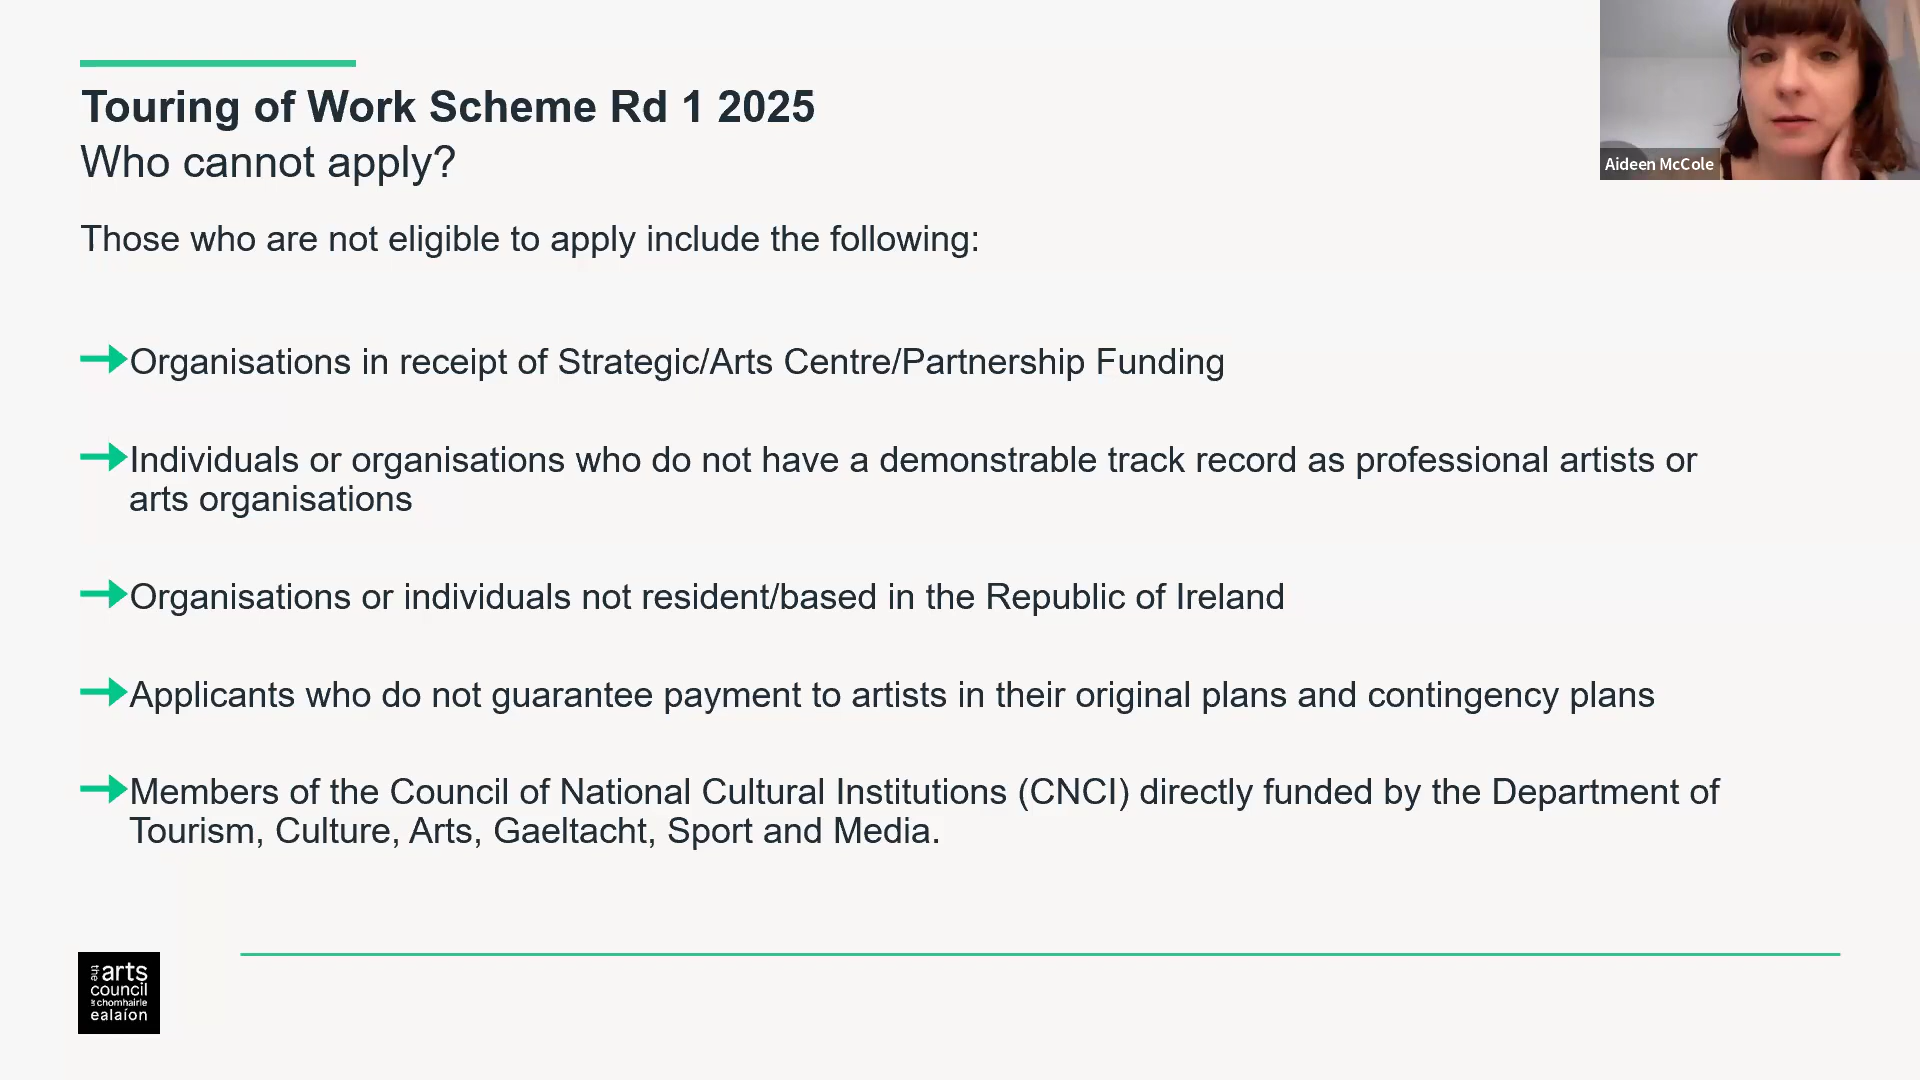 Touring of Work Scheme Rd 1 2025
Who cannot apply?
Those who are not eligible to apply include the following:
Organisations in receipt of Strategic/Arts Centre/Partnership Funding
Individuals or organisations who do not have a demonstrable track record as professional artists or
arts organisations
Organisations or individuals not resident/based in the Republic of Ireland
Applicants who do not guarantee payment to artists in their original plans and contingency plans
Members of the Council of National Cultural Institutions (CNCI) directly funded by the Department of
Tourism, Culture, Arts, Gaeltacht, Sport and Media.
Aideen McCole
the arts
council
chomhairle
ealaíon